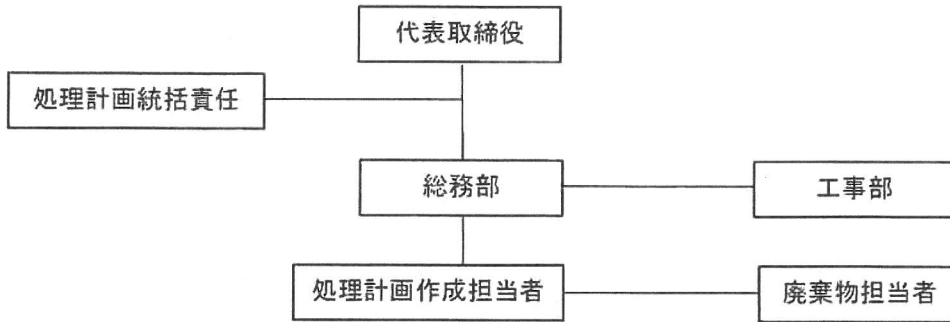 代表取締役
処理計画統括責任
総務部
工事部
処理計画作成担当者
廃棄物担当者